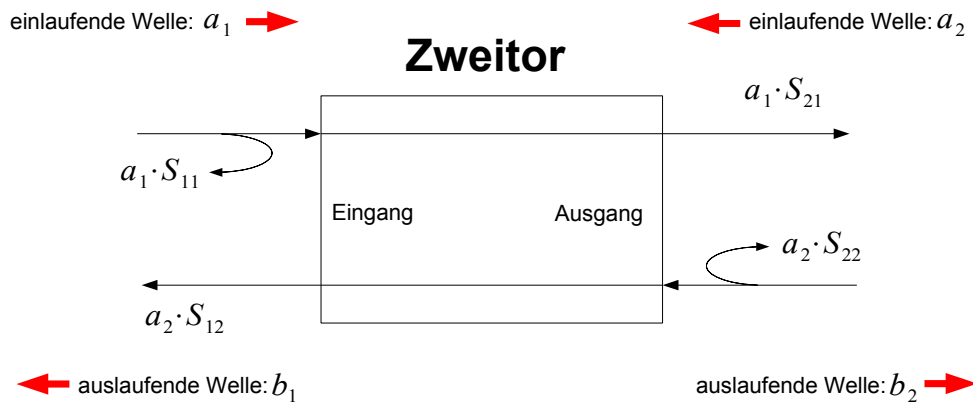 einlaufende Welle: a₁
einlaufende Welle: a₂
Zweitor
a₁·S₂₁
a₁·S₁₁
Eingang
Ausgang
a₂·S₂₂
a₂·S₁₂
auslaufende Welle: b₁
auslaufende Welle: b₂